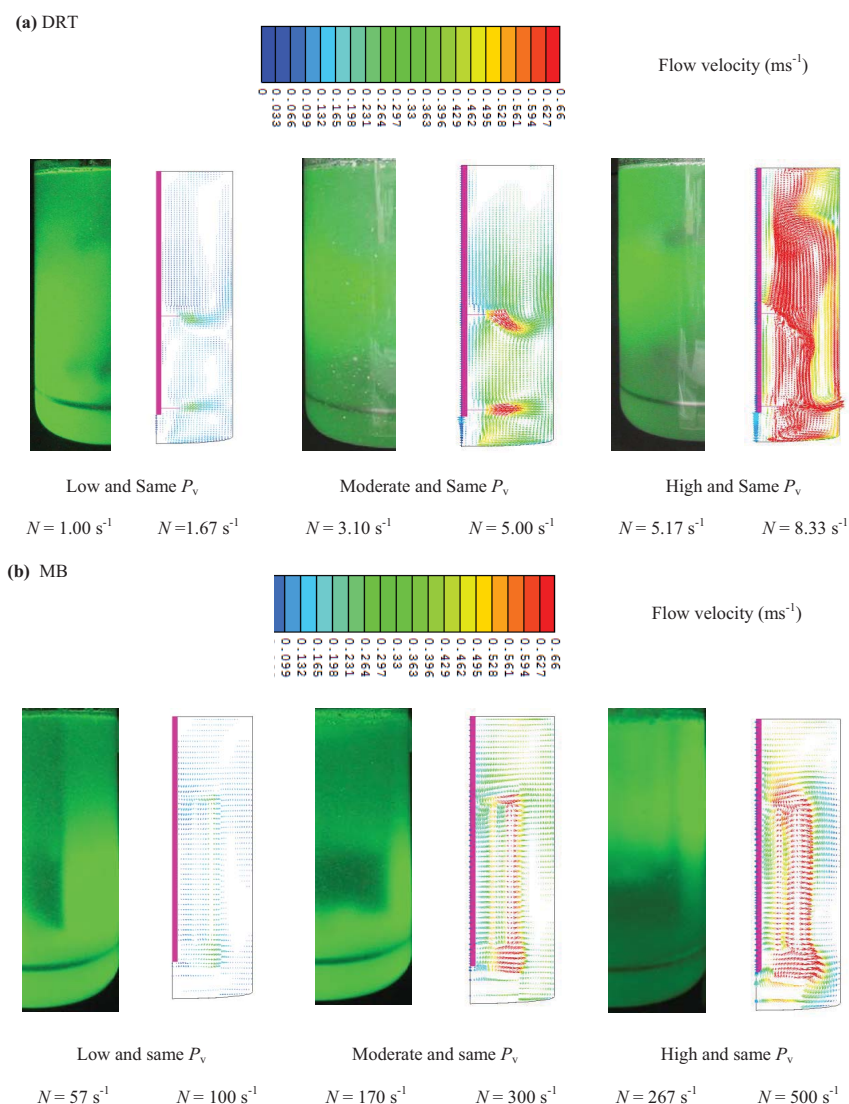 (a) DRT
Flow velocity (ms⁻¹)
0 0.033 0.066 0.099 0.132 0.165 0.198 0.231 0.264 0.297 0.33 0.363 0.396 0.429 0.462 0.495 0.528 0.561 0.594 0.627 0.66
Low and Same Pᵥ Moderate and Same Pᵥ High and Same Pᵥ
N = 1.00 s⁻¹ N =1.67 s⁻¹ N = 3.10 s⁻¹ N = 5.00 s⁻¹ N = 5.17 s⁻¹ N = 8.33 s⁻¹
(b) MB
Flow velocity (ms⁻¹)
0.099 0.132 0.165 0.198 0.231 0.264 0.297 0.33 0.363 0.396 0.429 0.462 0.495 0.528 0.561 0.594 0.627 0.66
Low and same Pᵥ Moderate and same Pᵥ High and same Pᵥ
N = 57 s⁻¹ N = 100 s⁻¹ N = 170 s⁻¹ N = 300 s⁻¹ N = 267 s⁻¹ N = 500 s⁻¹